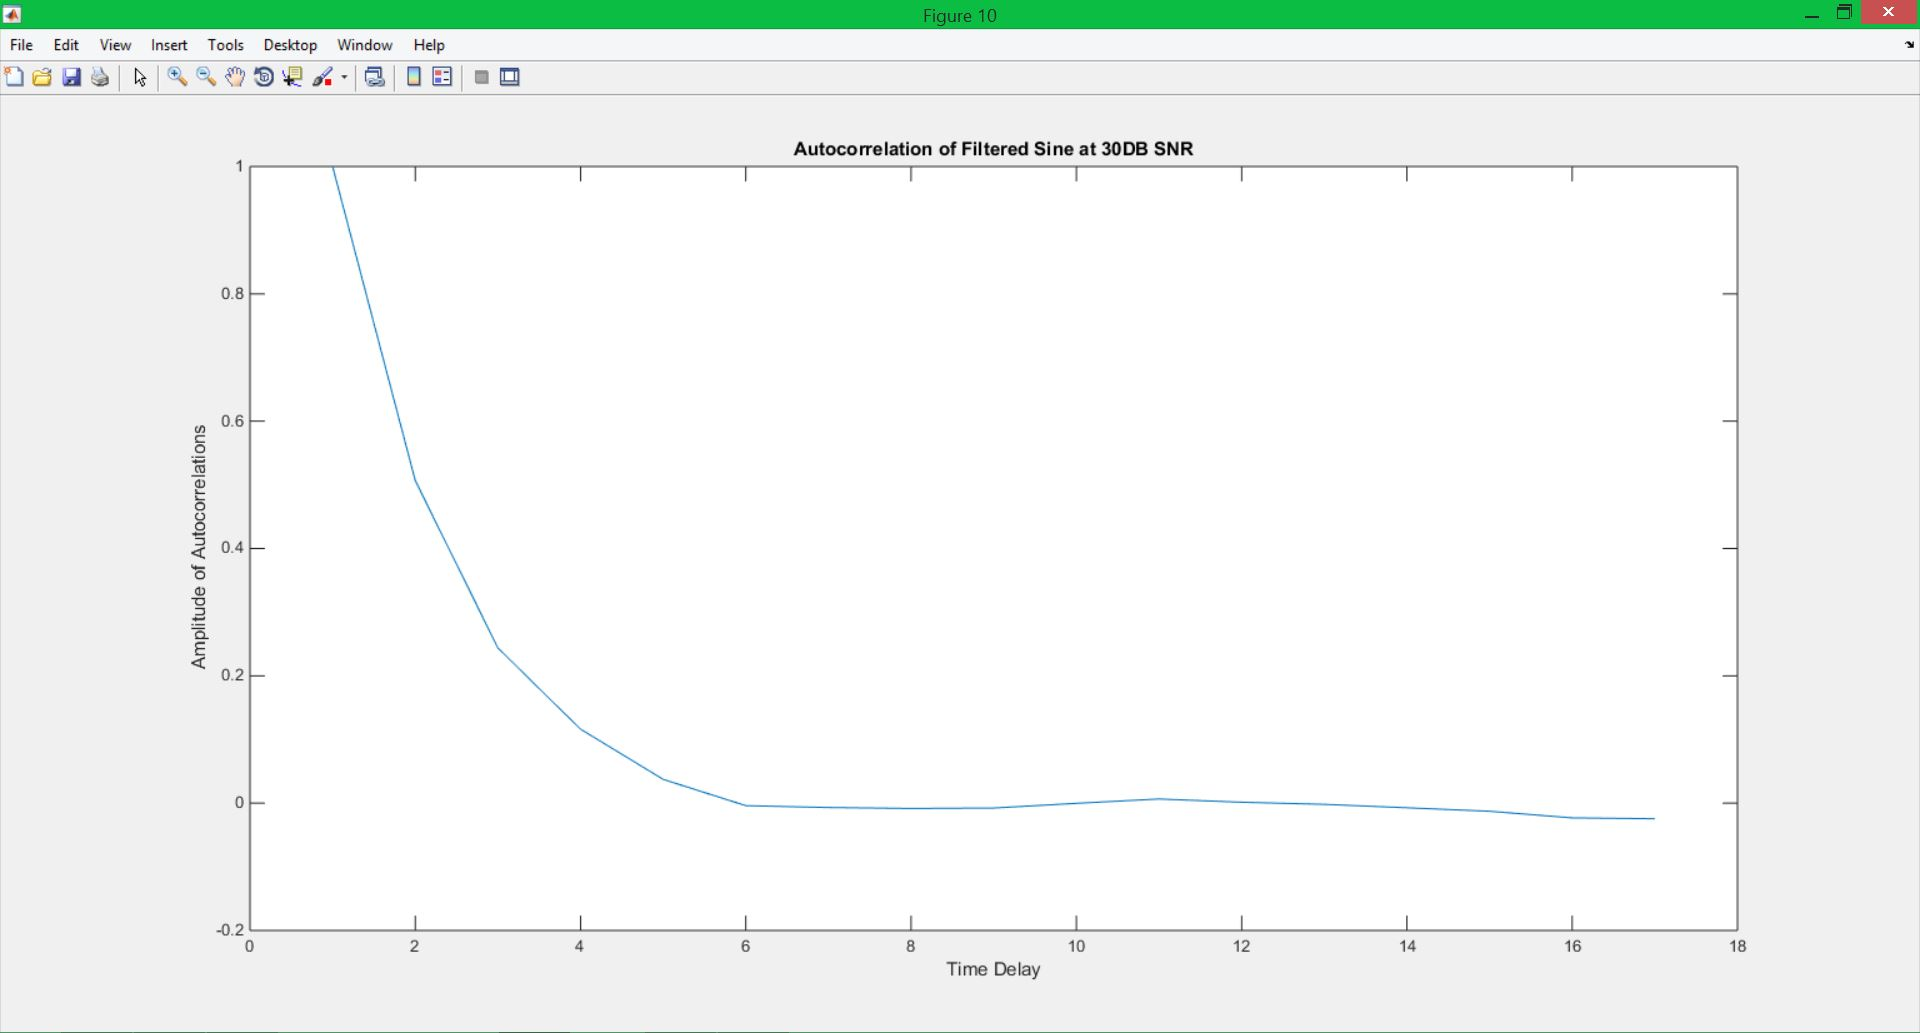 Figure 10
File Edit View Insert Tools Desktop Window Help
Autocorrelation of Filtered Sine at 30DB SNR
1
0.8
0.6
0.4
0.2
0
-0.2
Amplitude of Autocorrelations
0 2 4 6 8 10 12 14 16 18
Time Delay